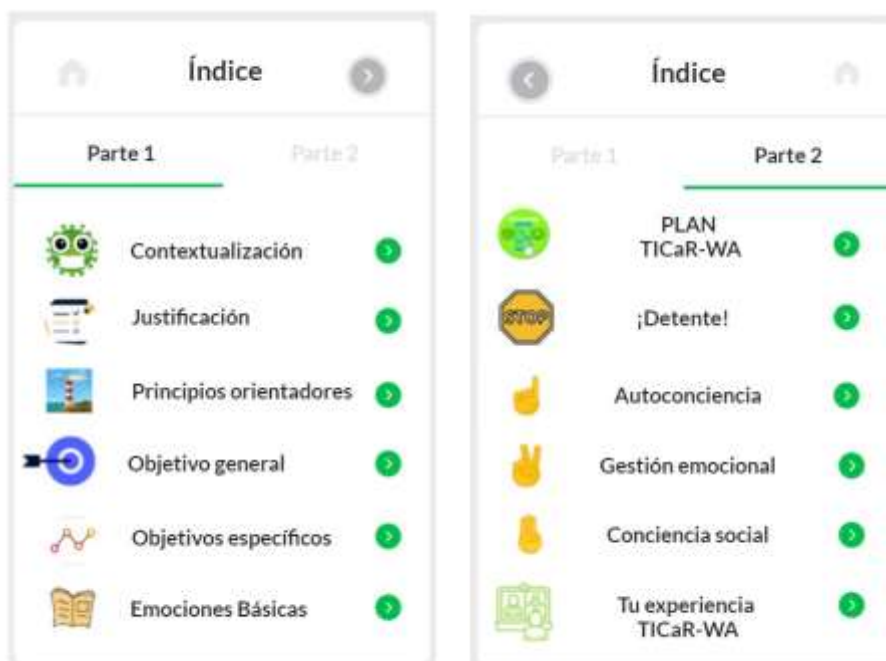 Índice
Parte 1
Parte 2
Contextualización
Justificación
Principios orientadores
Objetivo general
Objetivos específicos
Emociones Básicas
Índice
Parte 1
Parte 2
PLAN
TICaR-WA
STOP
¡Detente!
Autoconciencia
Gestión emocional
Conciencia social
Tu experiencia
TICaR-WA